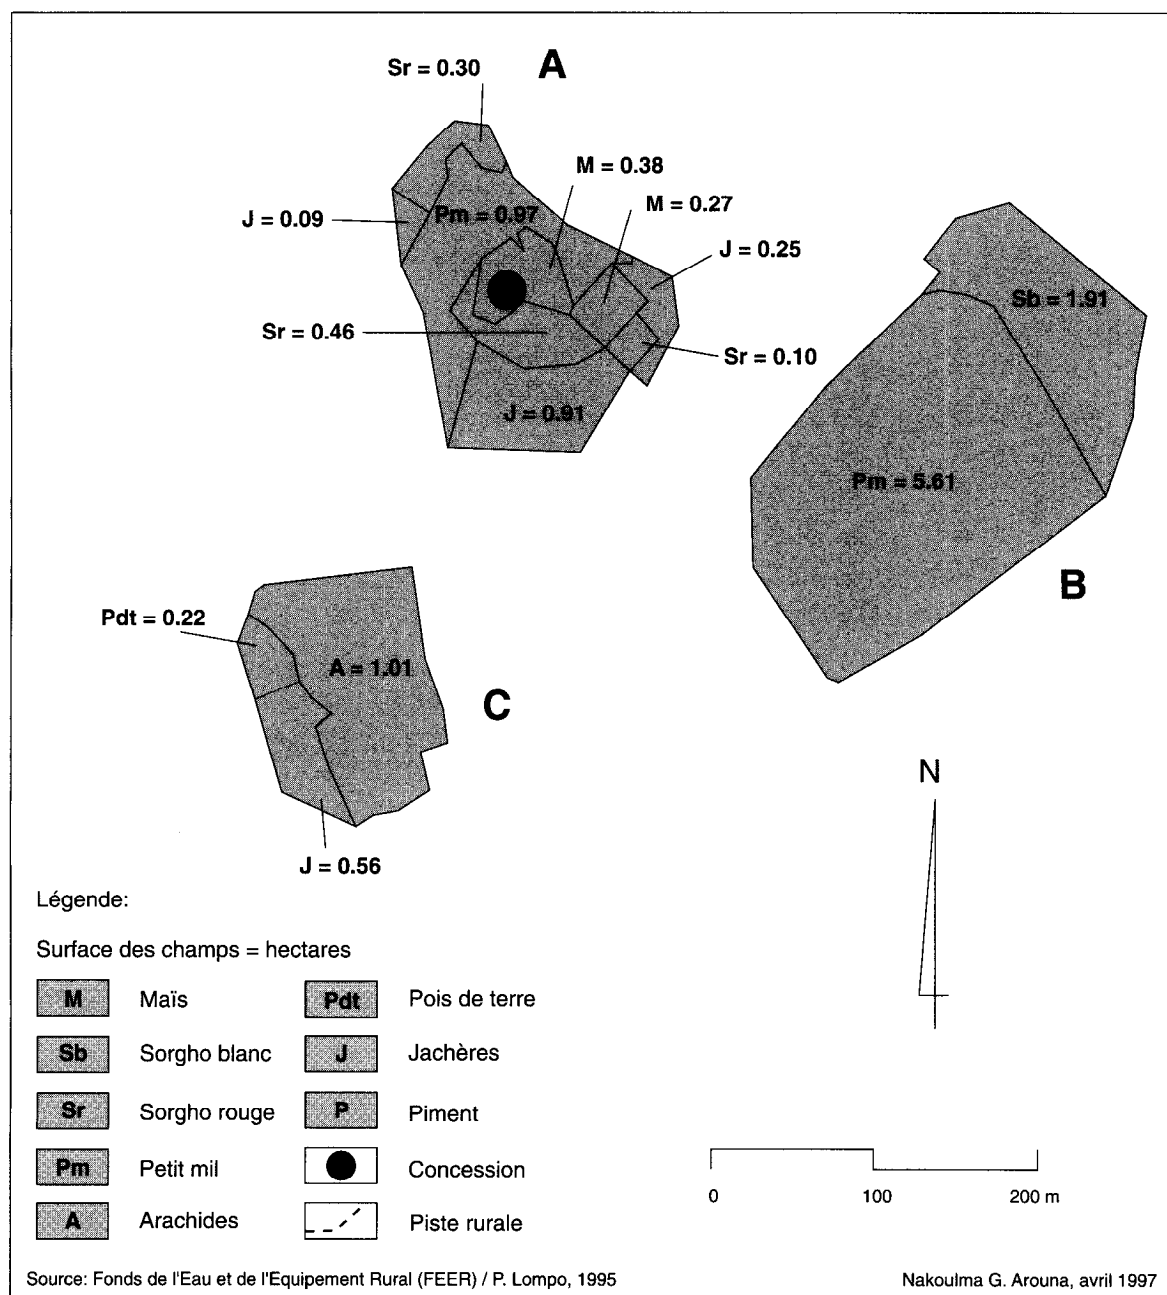 A
Sr = 0.30
M = 0.38
M = 0.27
J = 0.09
Pm = 0.97
J = 0.25
Sr = 0.46
Sr = 0.10
J = 0.91
Sb = 1.91
Pm = 5.61
B
Pdt = 0.22
A = 1.01
C
J = 0.56
N
Légende:
Surface des champs = hectares
M Maïs
Sb Sorgho blanc
Sr Sorgho rouge
Pm Petit mil
A Arachides
Pdt Pois de terre
J Jachères
P Piment
Concession
Piste rurale
0 100 200 m
Source: Fonds de l'Eau et de l'Equipement Rural (FEER) / P. Lompo, 1995
Nakoulma G. Arouna, avril 1997